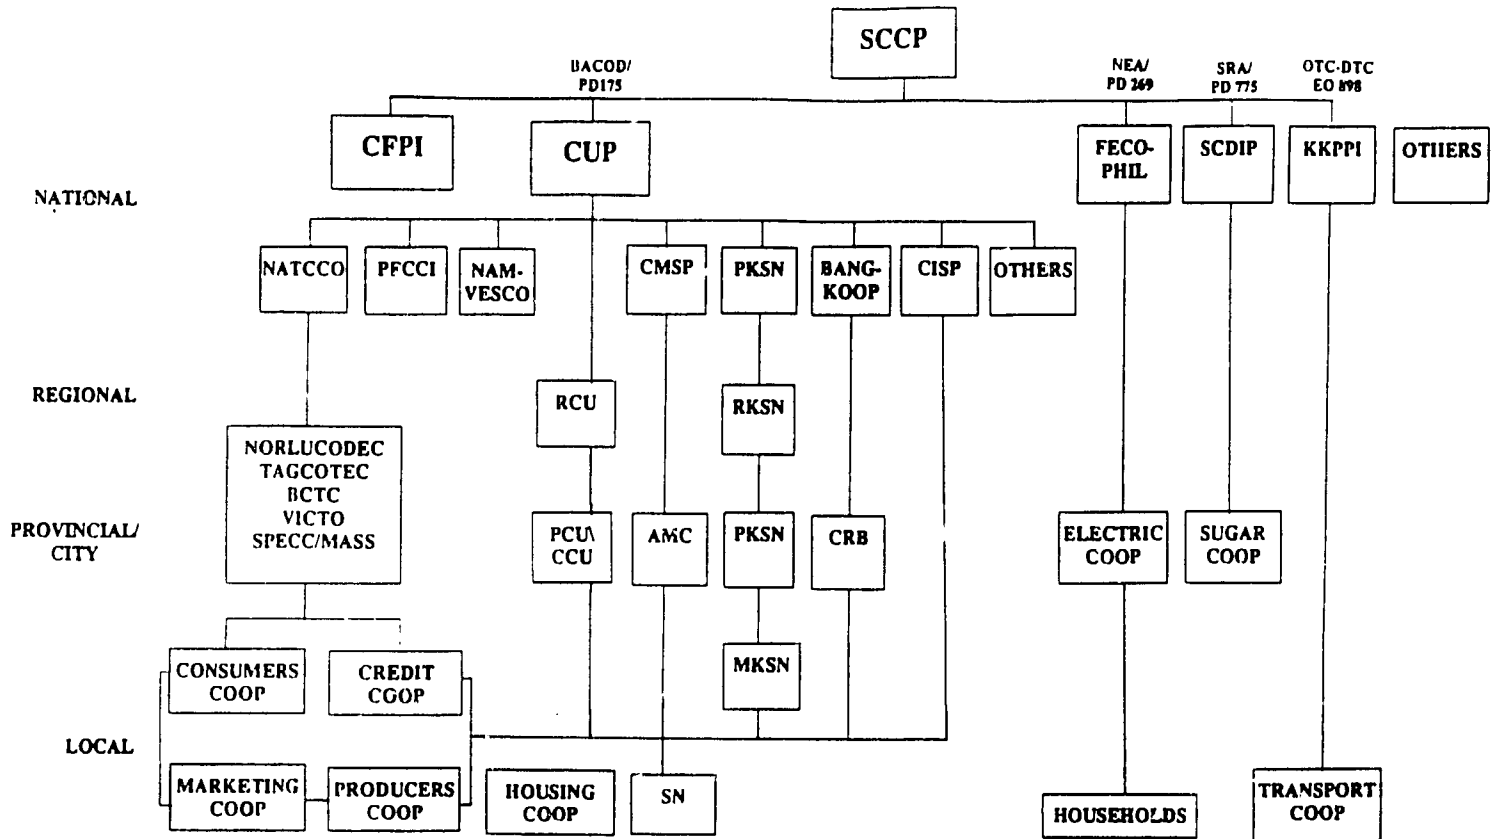 SCCP
BACOD/
PD175
NEA/
PD 269
SRA/
PD 775
OTC-DTC
EO 898
CFPI
CUP
FECO-
PHIL
SCDIP
KKPPI
OTHERS
NATIONAL
NATCCO
PFCCI
NAM-
VESCO
CMSP
PKSN
BANG-
KOOP
CISP
OTHERS
REGIONAL
RCU
RKSN
NORLUCODEC
TAGCOTEC
BCTC
VICTO
SPECC/MASS
PROVINCIAL/
CITY
PCU\
CCU
AMC
PKSN
CRB
ELECTRIC
COOP
SUGAR
COOP
CONSUMERS
COOP
CREDIT
COOP
MKSN
LOCAL
MARKETING
COOP
PRODUCERS
COOP
HOUSING
COOP
SN
HOUSEHOLDS
TRANSPORT
COOP